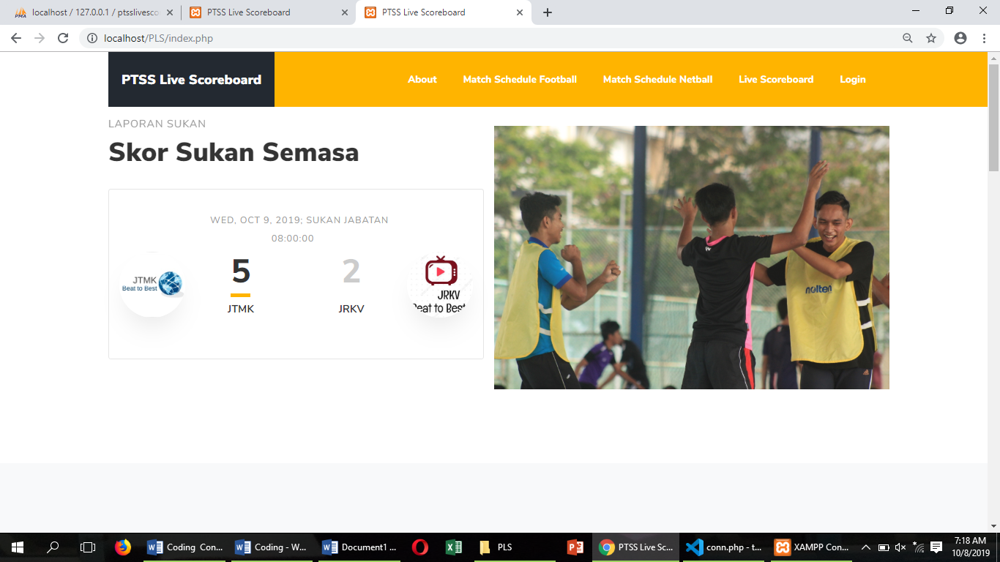 localhost / 127.0.0.1 / ptsslivesco
PTSS Live Scoreboard
PTSS Live Scoreboard
localhost/PLS/index.php
PTSS Live Scoreboard
About
Match Schedule Football
Match Schedule Netball
Live Scoreboard
Login
LAPORAN SUKAN
Skor Sukan Semasa
WED, OCT 9, 2019; SUKAN JABATAN
08:00:00
JTMK
Beat to Best
5
JTMK
2
JRKV
JRKV
Beat to Best
molten
Coding Con...
Coding - W...
Document1 ...
PLS
PTSS Live Sc...
conn.php - t...
XAMPP Con...
7:18 AM
10/8/2019